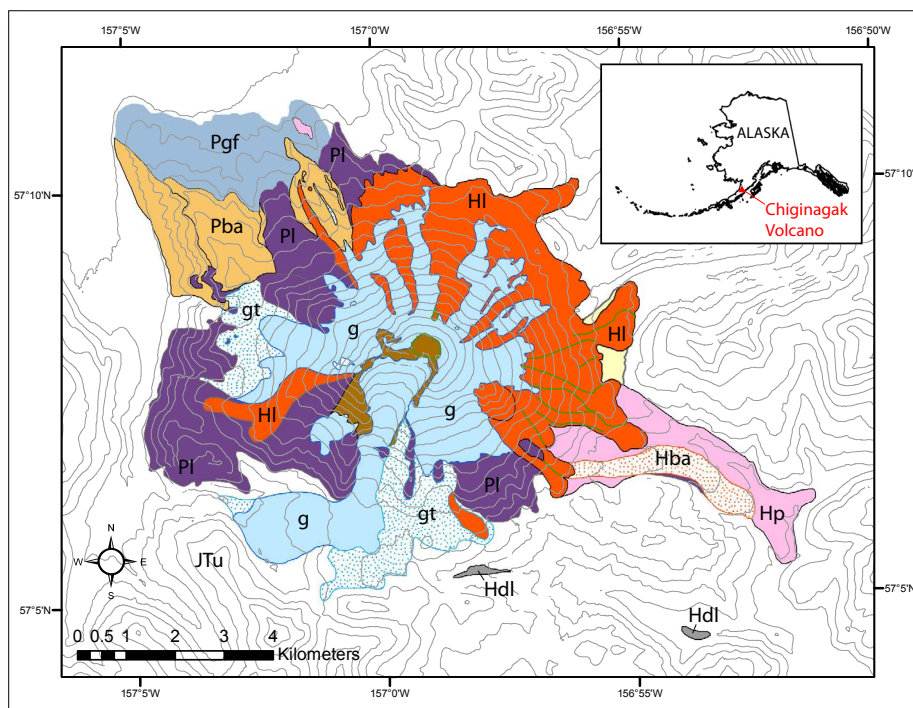 157°5'W
157°0'W
156°55'W
156°50'W
57°10'N
57°10'N
ALASKA
Chiginagak
Volcano
Pgf
Pl
Hl
Pba
Pl
gt
g
Hl
Hl
g
Pl
Hba
Pl
Hp
g
gt
JTu
Hdl
Hdl
N
W
E
S
57°5'N
57°5'N
0 0.5 1 2 3 4
Kilometers
157°5'W
157°0'W
156°55'W